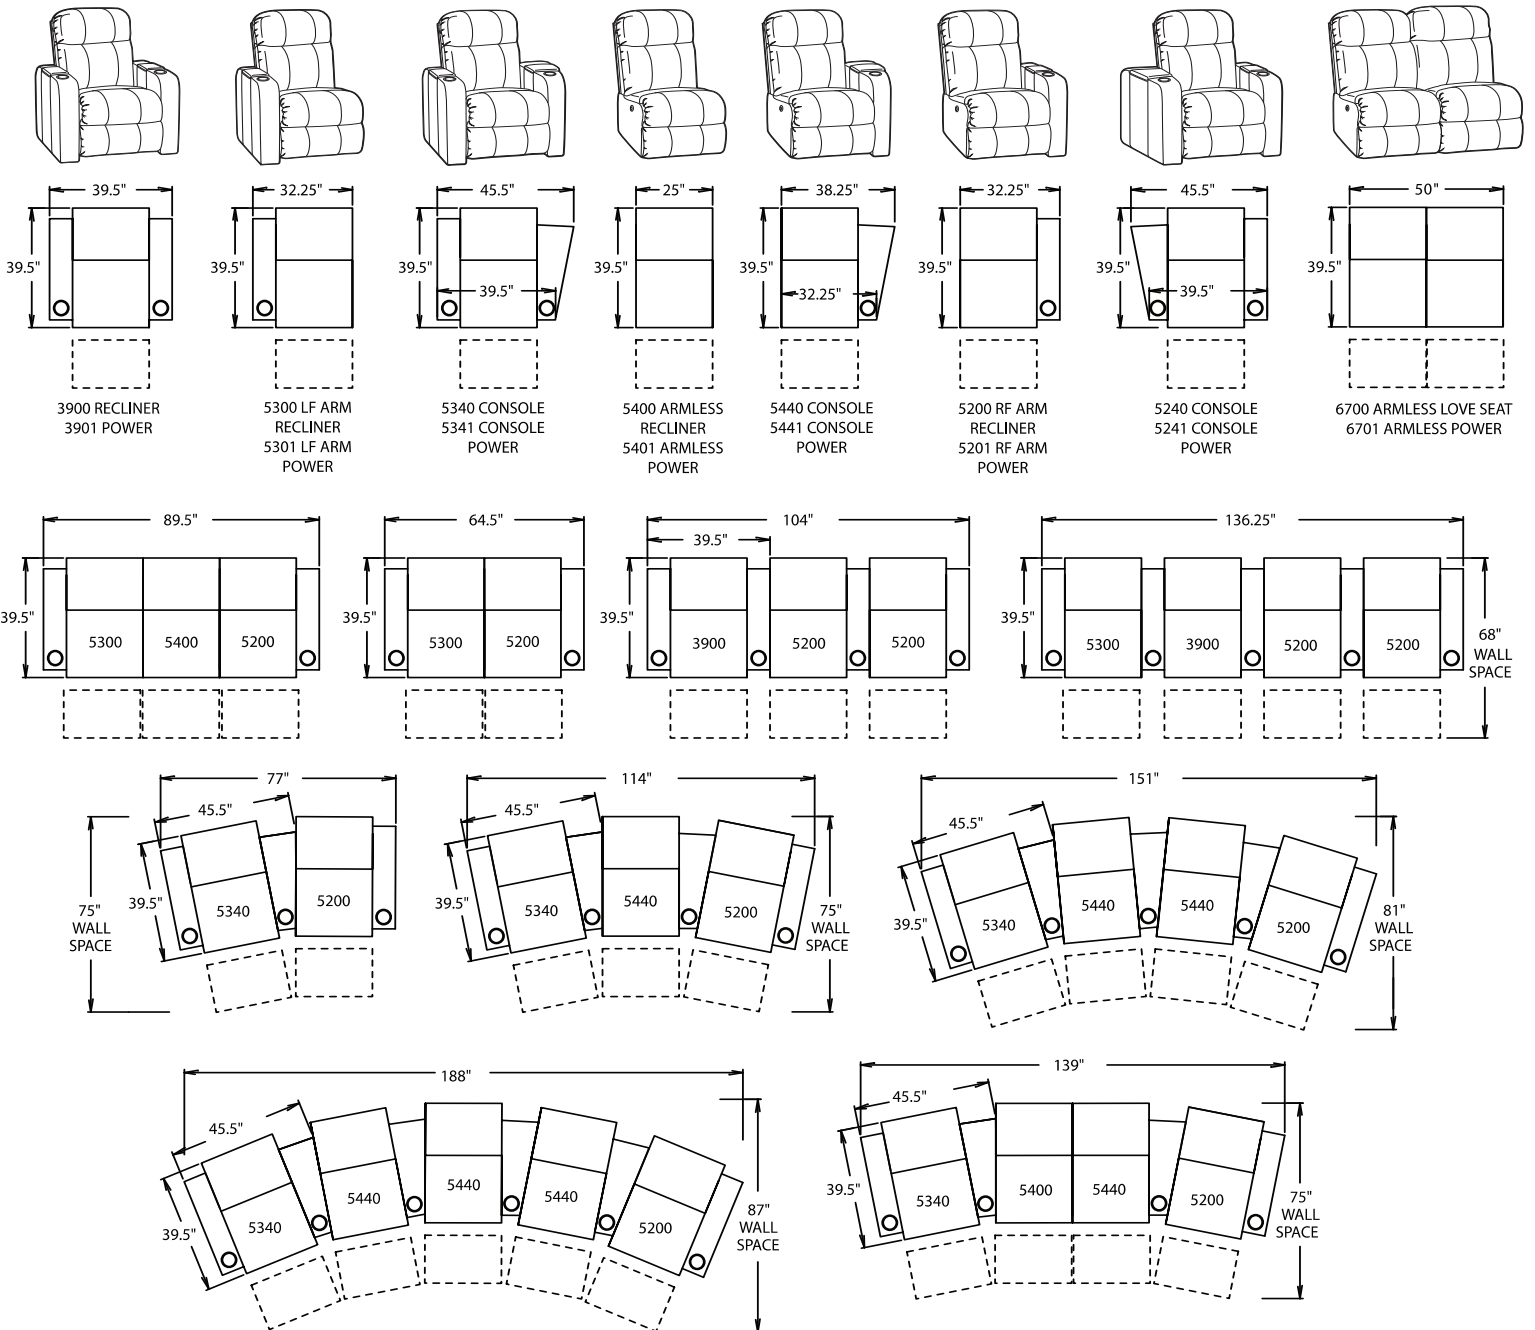 39.5"
32.25"
45.5"
25"
38.25"
32.25"
45.5"
50"
39.5"
39.5"
39.5"
39.5"
39.5"
39.5"
39.5"
39.5"
39.5"
32.25"
39.5"
3900 RECLINER
3901 POWER
5300 LF ARM
RECLINER
5301 LF ARM
POWER
5340 CONSOLE
5341 CONSOLE
POWER
5400 ARMLESS
RECLINER
5401 ARMLESS
POWER
5440 CONSOLE
5441 CONSOLE
POWER
5200 RF ARM
RECLINER
5201 RF ARM
POWER
5240 CONSOLE
5241 CONSOLE
POWER
6700 ARMLESS LOVE SEAT
6701 ARMLESS POWER
89.5"
39.5"
5300
5400
5200
64.5"
39.5"
5300
5200
104"
39.5"
39.5"
3900
5200
5200
136.25"
39.5"
5300
3900
5200
5200
68"
WALL
SPACE
77"
45.5"
39.5"
75"
WALL
SPACE
5340
5200
114"
45.5"
39.5"
5340
5440
5200
75"
WALL
SPACE
151"
45.5"
39.5"
5340
5440
5440
5200
81"
WALL
SPACE
188"
45.5"
39.5"
5340
5440
5440
5440
5200
87"
WALL
SPACE
139"
45.5"
39.5"
5340
5400
5440
5200
75"
WALL
SPACE